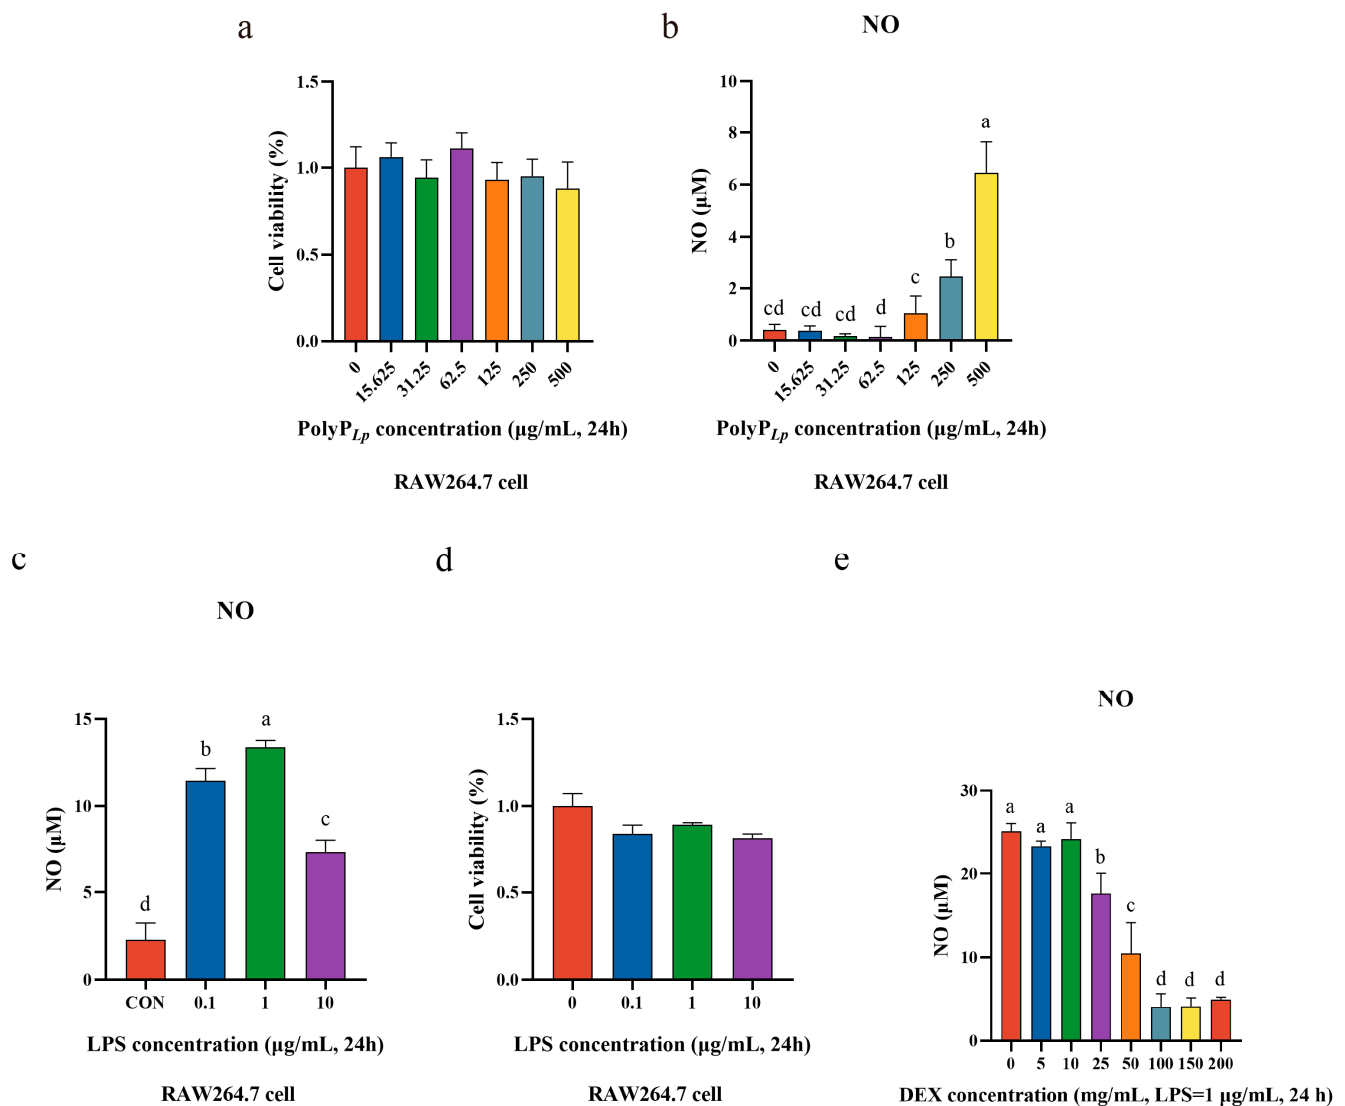 a
1.5
1.0
0.5
0.0
Cell viability (%)
0 15.625 31.25 62.5 125 250 500
PolyPLp concentration (μg/mL, 24h)
RAW264.7 cell
b
NO
10
8
6
4
2
0
NO (μM)
cd cd cd d c b a
0 15.625 31.25 62.5 125 250 500
PolyPLp concentration (μg/mL, 24h)
RAW264.7 cell
c
NO
15
10
5
0
NO (μM)
d b a c
CON 0.1 1 10
LPS concentration (μg/mL, 24h)
RAW264.7 cell
d
1.5
1.0
0.5
0.0
Cell viability (%)
0 0.1 1 10
LPS concentration (μg/mL, 24h)
RAW264.7 cell
e
NO
30
20
10
0
NO (μM)
a a a b c d d d
0 5 10 25 50 100 150 200
DEX concentration (mg/mL, LPS=1 μg/mL, 24 h)